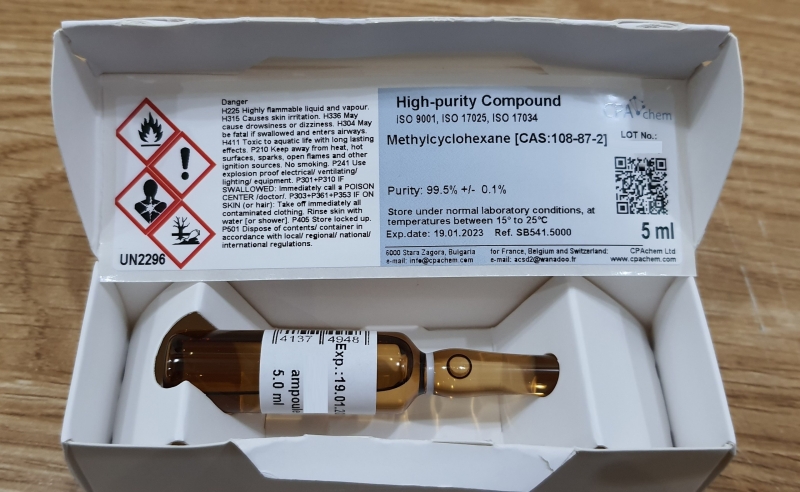 Danger
H225 Highly flammable liquid and vapour.
H315 Causes skin irritation. H336 May
cause drowsiness or dizziness. H304 May
be fatal if swallowed and enters airways.
H411 Toxic to aquatic life with long lasting
effects. P210 Keep away from heat, hot
surfaces, sparks, open flames and other
ignition sources. No smoking. P241 Use
explosion proof electrical/ ventilating/
lighting/ equipment. P301+P310 IF
SWALLOWED: Immediately call a POISON
CENTER /doctor/. P303+P361+P353 IF ON
SKIN (or hair): Take off immediately all
contaminated clothing. Rinse skin with
water [or shower]. P405 Store locked up.
P501 Dispose of contents/ container in
accordance with local/ regional/ national/
international regulations.
UN2296
High-purity Compound
ISO 9001, ISO 17025, ISO 17034
Methylcyclohexane [CAS:108-87-2]
Purity: 99.5% +/- 0.1%
Store under normal laboratory conditions, at
temperatures between 15° to 25°C
Exp.date: 19.01.2023 Ref. SB541.5000
CPAchem
LOT No.:
5 ml
6000 Stara Zagora, Bulgaria
e-mail: info@cpachem.com
for France, Belgium and Switzerland:
e-mail: acsd2@wanadoo.fr
CPAchem Ltd
www.cpachem.com
4137 4948
Exp.:19.01.
ampoul
5.0 ml